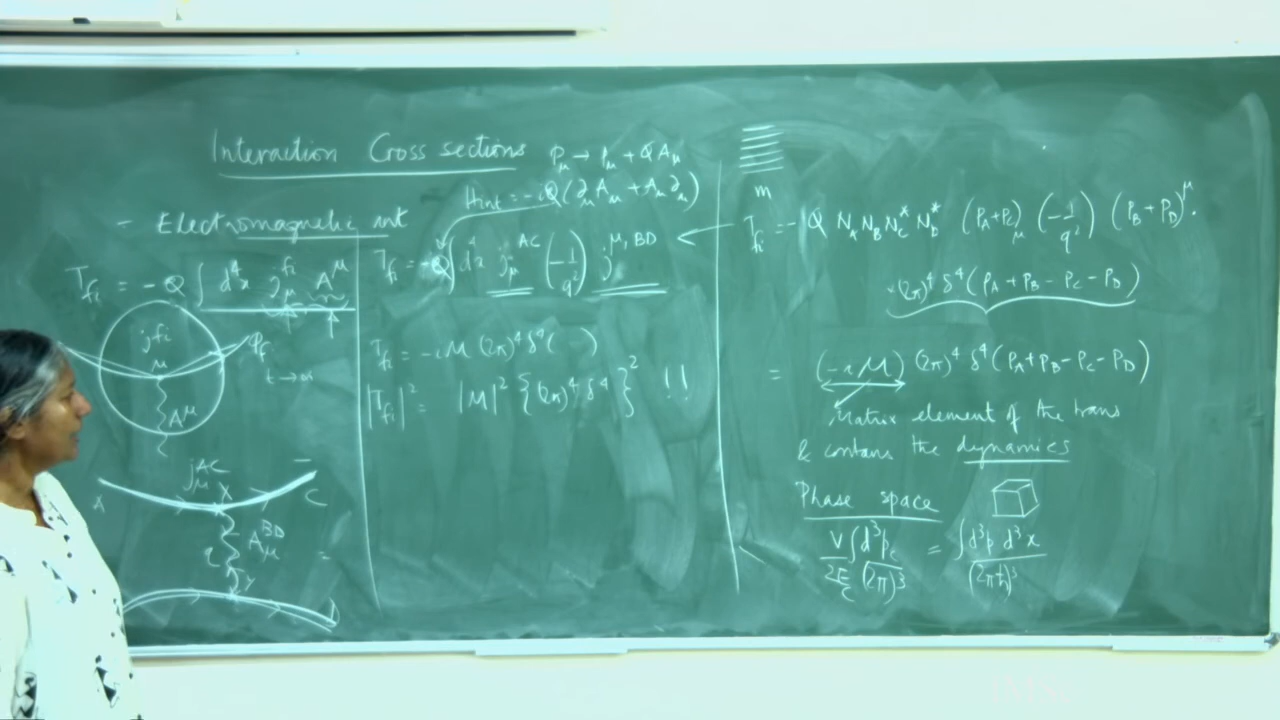 Interaction Cross sections P_μ → P_μ + Q A_μ
H_int = -iQ(∂_μ A_μ + A_μ ∂_μ)
- Electromagnetic int
T_fi = -Q ∫ d⁴x j_μ^fi A^μ
j_μ^fi
φ_f
t→∞
A^μ
j_μ^AC
A
C
A_μ^BD
T_fi = -Q ∫ d⁴x j_μ^AC (-1/q²) j^μ,BD
T_fi = -iM (2π)⁴ δ⁴( - )
|T_fi|² = |M|² {(2π)⁴ δ⁴}² !!
m
T_fi = - Q N_A N_B N_C^* N_D^* (P_A+P_C)_μ (-1/q²) (P_B+P_D)^μ .
×(2π)⁴ δ⁴(P_A + P_B - P_C - P_D)
= (-iM) (2π)⁴ δ⁴(P_A+P_B-P_C-P_D)
Matrix element of the trans
& contains the dynamics
Phase space
V/2E_C ∫ d³p_C/(2π)³ = ∫ d³p d³x/(2πħ)³